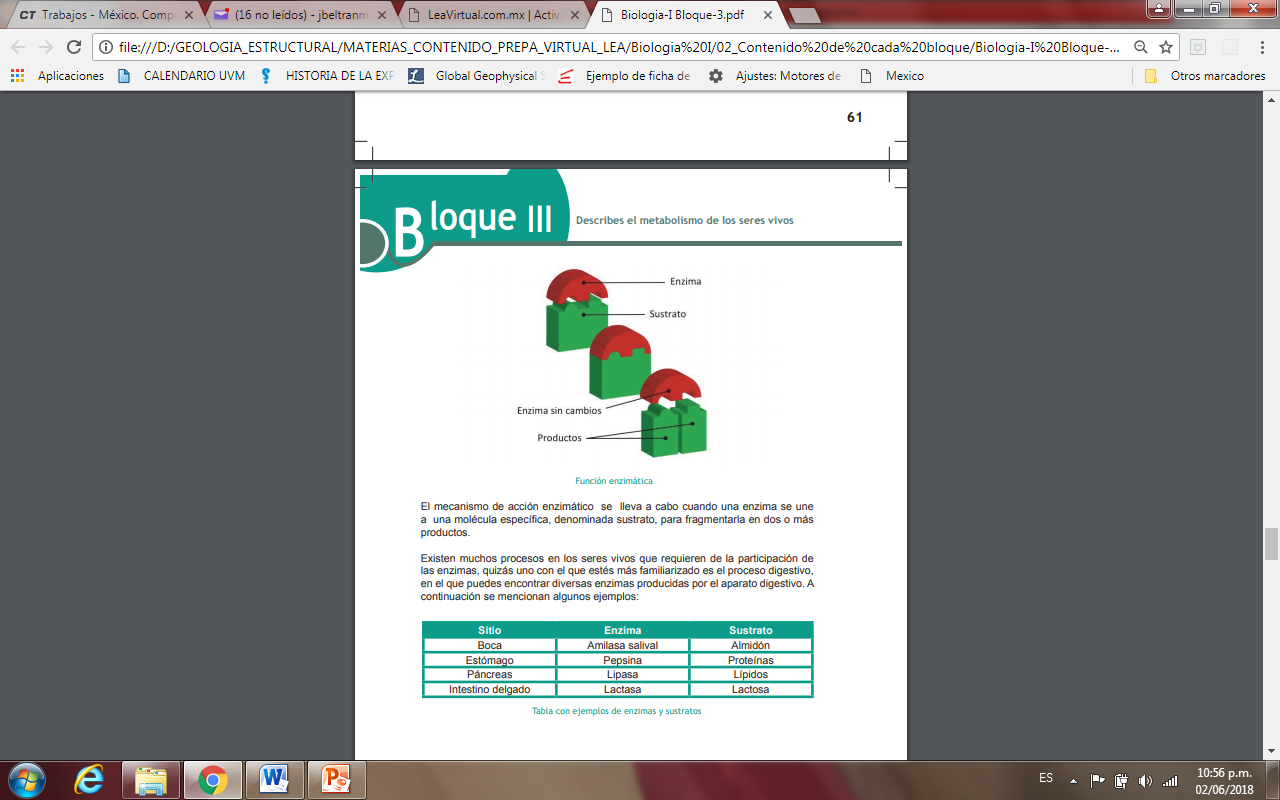 CT Trabajos - México. Comp
(16 no leídos) - jbeltranm
LeaVirtual.com.mx | Activi
Biologia-I Bloque-3.pdf
file:///D:/GEOLOGIA_ESTRUCTURAL/MATERIAS_CONTENIDO_PREPA_VIRTUAL_LEA/Biologia%20I/02_Contenido%20de%20cada%20bloque/Biologia-I%20Bloque-...
Aplicaciones
CALENDARIO UVM
HISTORIA DE LA EXP
Global Geophysical S
Ejemplo de ficha de
Ajustes: Motores de
Mexico
Otros marcadores
61
Bloque III
Describes el metabolismo de los seres vivos
Enzima
Sustrato
Enzima sin cambios
Productos
Función enzimática
El mecanismo de acción enzimático se lleva a cabo cuando una enzima se une
a una molécula específica, denominada sustrato, para fragmentarla en dos o más
productos.
Existen muchos procesos en los seres vivos que requieren de la participación de
las enzimas, quizás uno con el que estés más familiarizado es el proceso digestivo,
en el que puedes encontrar diversas enzimas producidas por el aparato digestivo. A
continuación se mencionan algunos ejemplos:
Sitio Enzima Sustrato
Boca Amilasa salival Almidón
Estómago Pepsina Proteínas
Páncreas Lipasa Lípidos
Intestino delgado Lactasa Lactosa
Tabla con ejemplos de enzimas y sustratos
ES
10:56 p.m.
02/06/2018